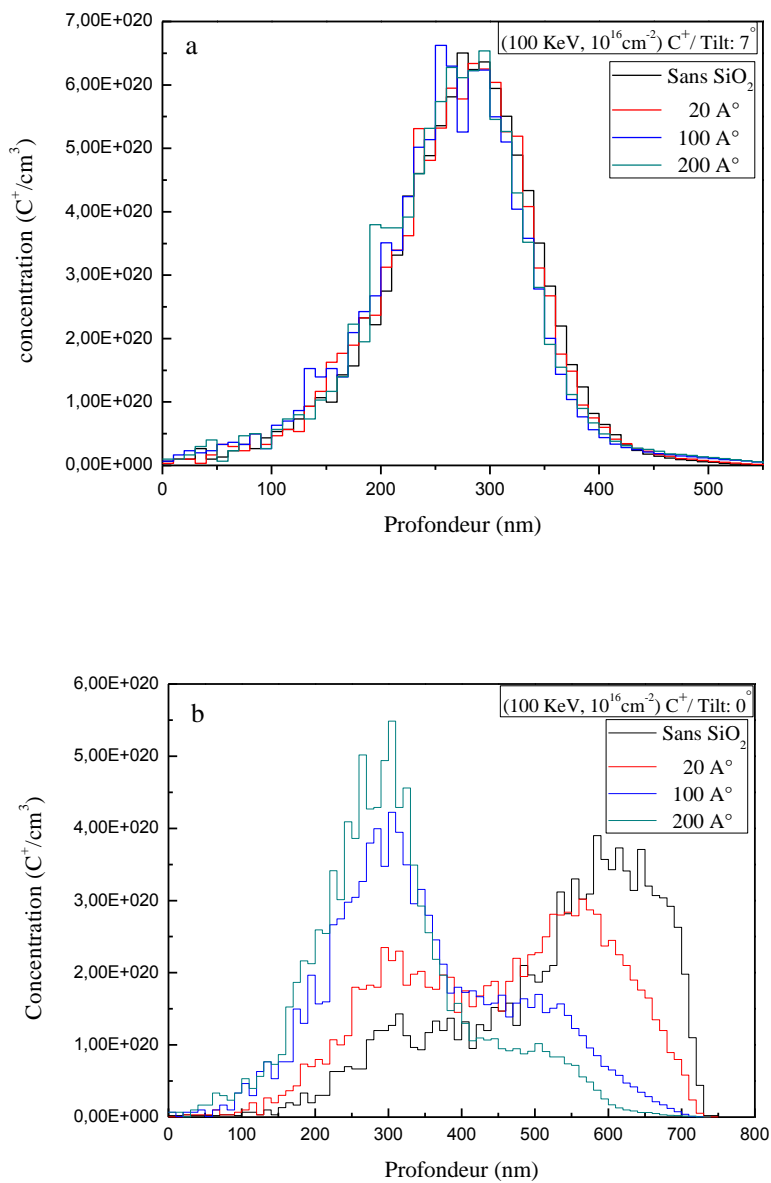 a
(100 KeV, 10¹⁶cm⁻²) C⁺/ Tilt: 7°
Sans SiO₂
20 A°
100 A°
200 A°
7,00E+020
6,00E+020
5,00E+020
4,00E+020
3,00E+020
2,00E+020
1,00E+020
0,00E+000
concentration (C⁺/cm³)
0 100 200 300 400 500
Profondeur (nm)
b
(100 KeV, 10¹⁶cm⁻²) C⁺/ Tilt: 0°
Sans SiO₂
20 A°
100 A°
200 A°
6,00E+020
5,00E+020
4,00E+020
3,00E+020
2,00E+020
1,00E+020
0,00E+000
Concentration (C⁺/cm³)
0 100 200 300 400 500 600 700 800
Profondeur (nm)